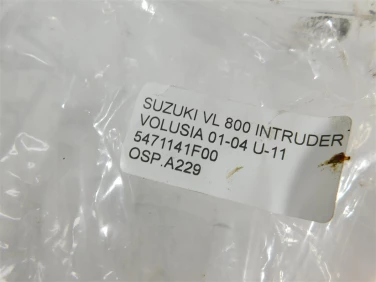 SUZUKI VL 800 INTRUDER
VOLUSIA 01-04 U-11
5471141F00
OSP.A229